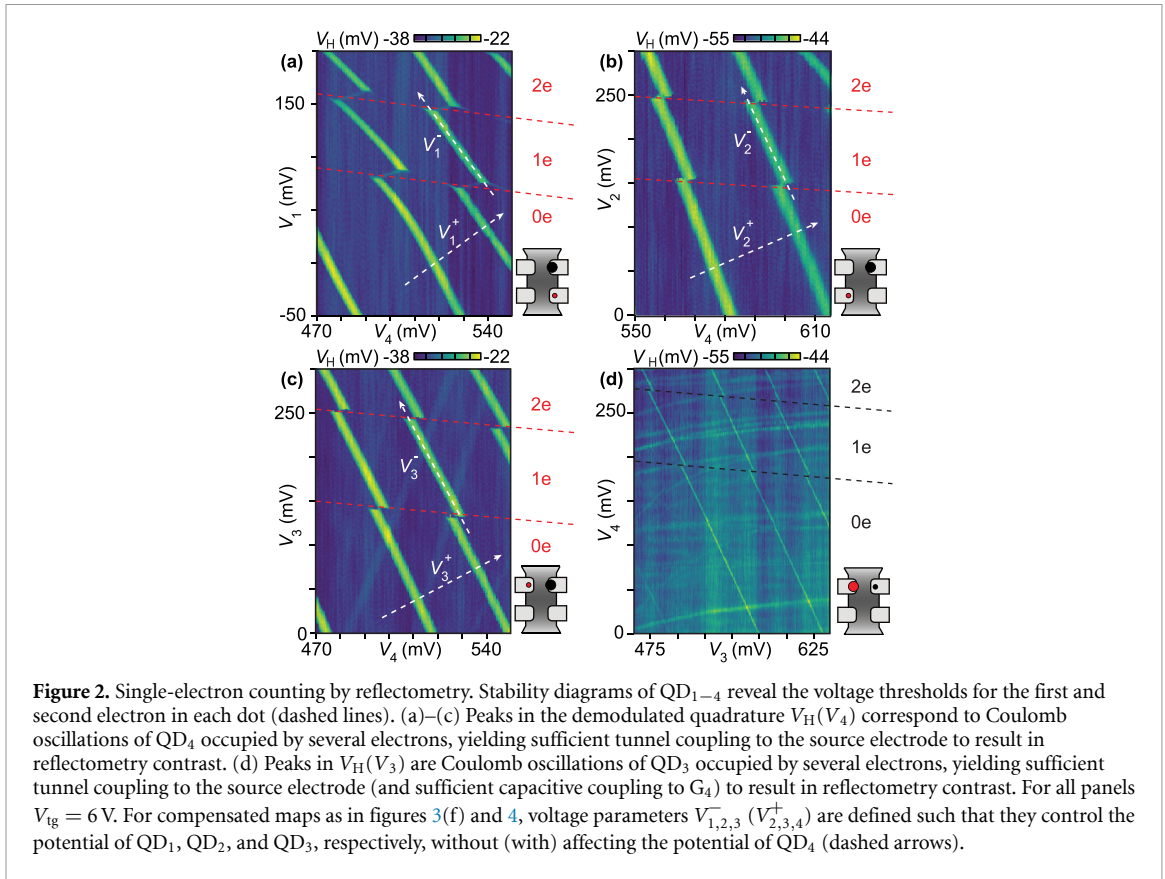 V_H (mV) -38 -22
(a)
2e
150
1e
V_1^-
V_1 (mV)
V_1^+
0e
-50
470 V_4 (mV) 540
V_H (mV) -55 -44
(b)
2e
250
V_2^-
1e
V_2 (mV)
V_2^+
0e
0
550 V_4 (mV) 610
V_H (mV) -38 -22
(c)
2e
250
V_3^-
1e
V_3 (mV)
0e
V_3^+
0
470 V_4 (mV) 540
V_H (mV) -55 -44
(d)
2e
250
1e
V_4 (mV)
0e
0
475 V_3 (mV) 625
Figure 2. Single-electron counting by reflectometry. Stability diagrams of QD_{1−4} reveal the voltage thresholds for the first and
second electron in each dot (dashed lines). (a)–(c) Peaks in the demodulated quadrature V_H(V_4) correspond to Coulomb
oscillations of QD_4 occupied by several electrons, yielding sufficient tunnel coupling to the source electrode to result in
reflectometry contrast. (d) Peaks in V_H(V_3) are Coulomb oscillations of QD_3 occupied by several electrons, yielding sufficient
tunnel coupling to the source electrode (and sufficient capacitive coupling to G_4) to result in reflectometry contrast. For all panels
V_tg = 6 V. For compensated maps as in figures 3(f) and 4, voltage parameters V_{1,2,3}^− (V_{2,3,4}^+) are defined such that they control the
potential of QD_1, QD_2, and QD_3, respectively, without (with) affecting the potential of QD_4 (dashed arrows).